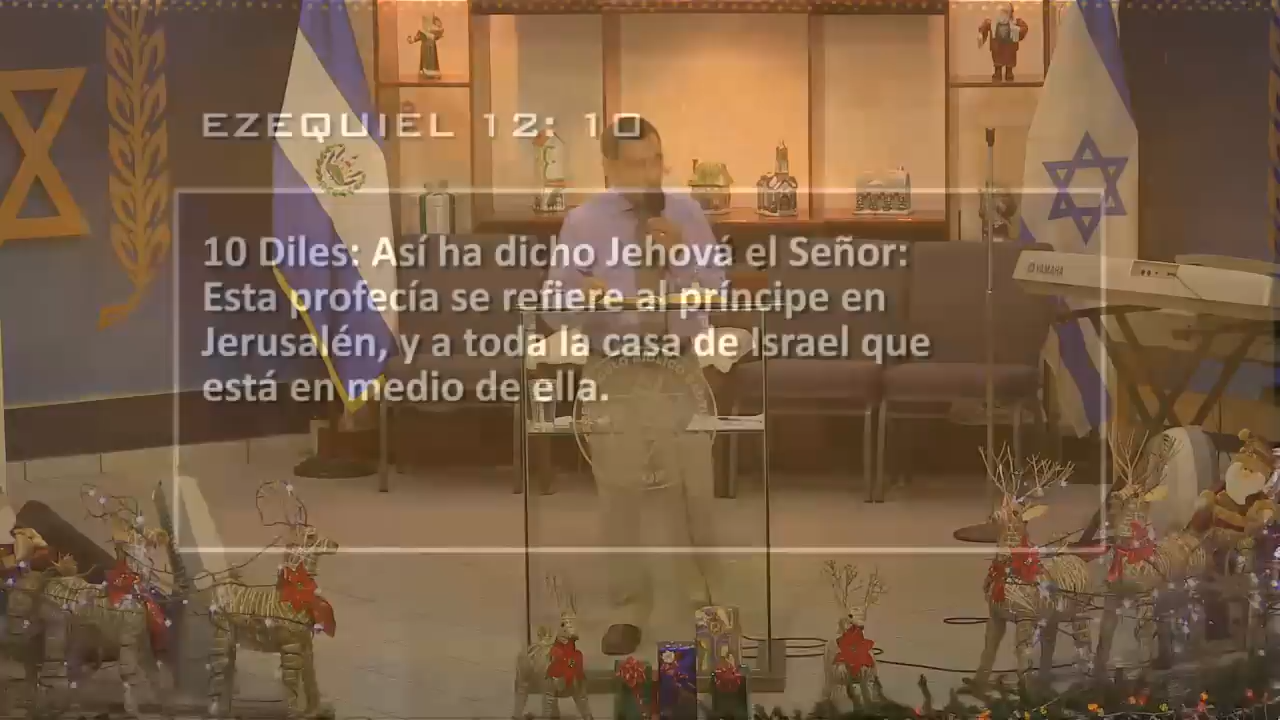 EZEQUIEL 12: 10
10 Diles: Así ha dicho Jehová el Señor:
Esta profecía se refiere al príncipe en
Jerusalén, y a toda la casa de Israel que
está en medio de ella.
YAMAHA